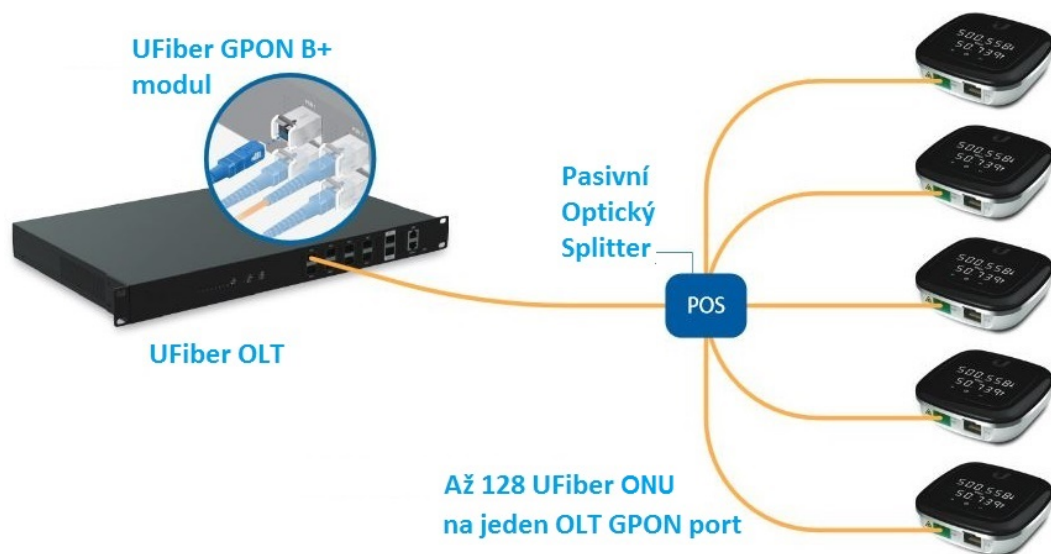 UFiber GPON B+
modul
Pasivní
Optický
Splitter
POS
UFiber OLT
Až 128 UFiber ONU
na jeden OLT GPON port